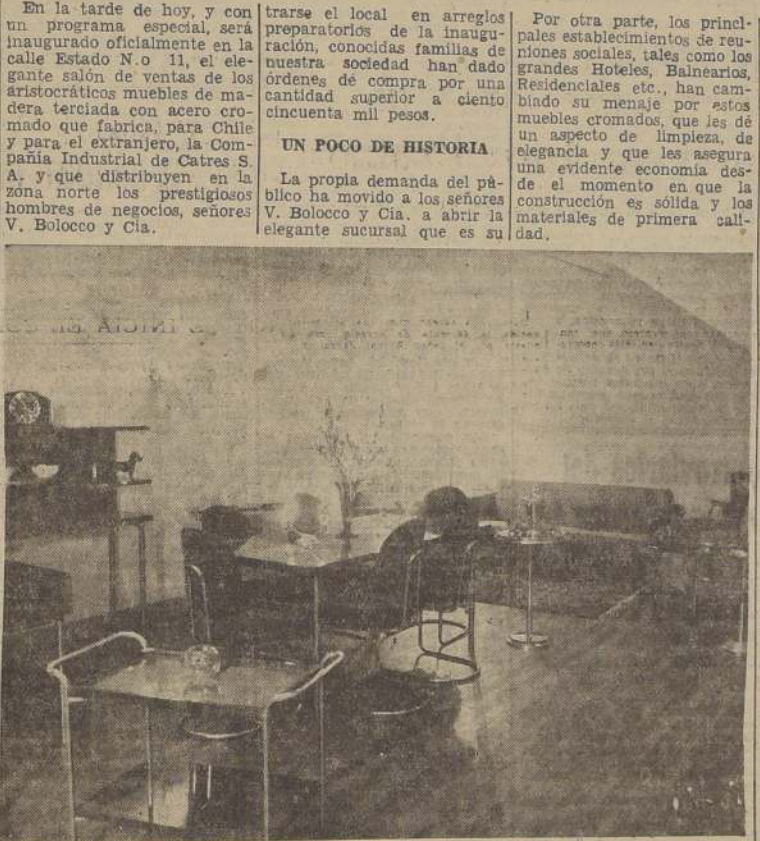 En la tarde de hoy, y con
un programa especial, será
inaugurado oficialmente en la
calle Estado N.o 11, el ele-
gante salón de ventas de los
aristocráticos muebles de ma-
dera terciada con acero cro-
mado que fabrica, para Chile
y para el extranjero, la Com-
pañía Industrial de Catres S.
A. y que distribuyen en la
zona norte los prestigiosos
hombres de negocios, señores
V. Bolocco y Cía.
trarse el local en arreglos
preparatorios de la inaugu-
ración, conocidas familias de
nuestra sociedad han dado
órdenes de compra por una
cantidad superior a ciento
cincuenta mil pesos.
UN POCO DE HISTORIA
La propia demanda del pú-
blico ha movido a los señores
V. Bolocco y Cía. a abrir la
elegante sucursal que es su
Por otra parte, los princi-
pales establecimientos de reu-
niones sociales, tales como los
grandes Hoteles, Balnearios,
Residenciales etc., han cam-
biado su menaje por estos
muebles cromados, que les dé
un aspecto de limpieza, de
elegancia y que les asegura
una evidente economía des-
de el momento en que la
construcción es sólida y los
materiales de primera cali-
dad.